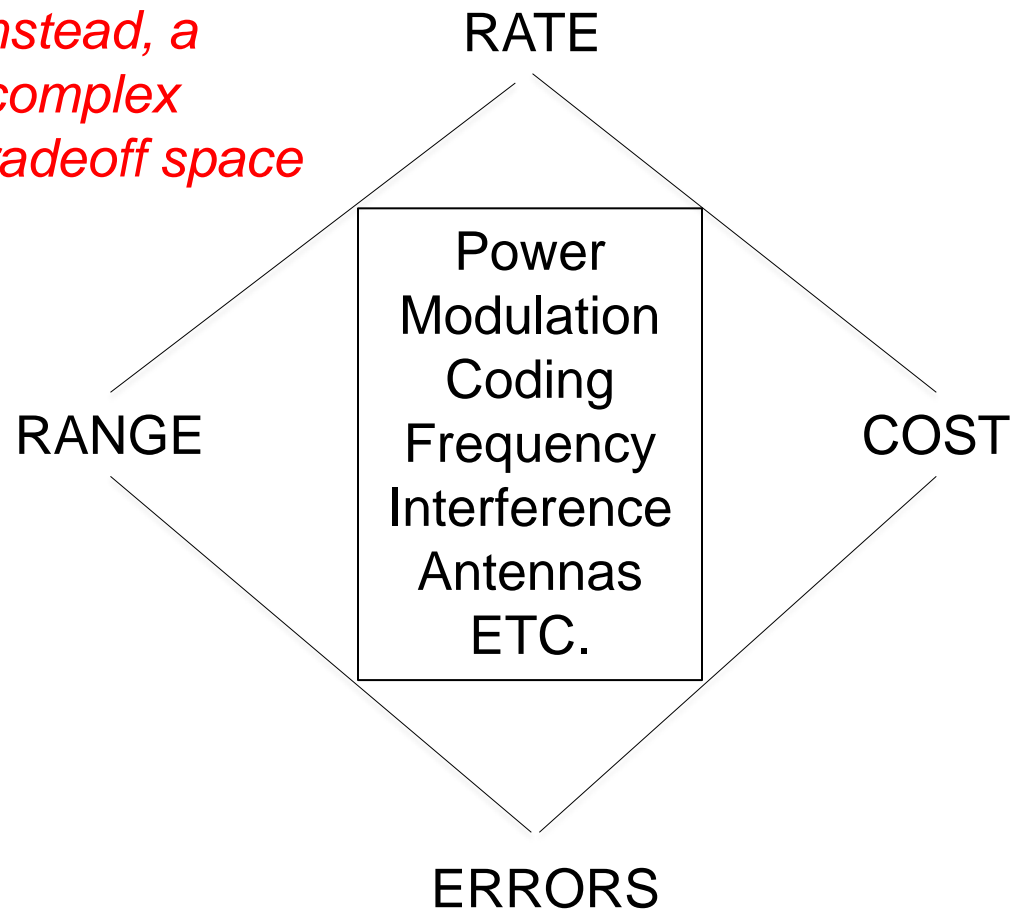 nstead, a
complex
radeoff space
RATE
Power
Modulation
Coding
Frequency
Interference
Antennas
ETC.
RANGE
COST
ERRORS